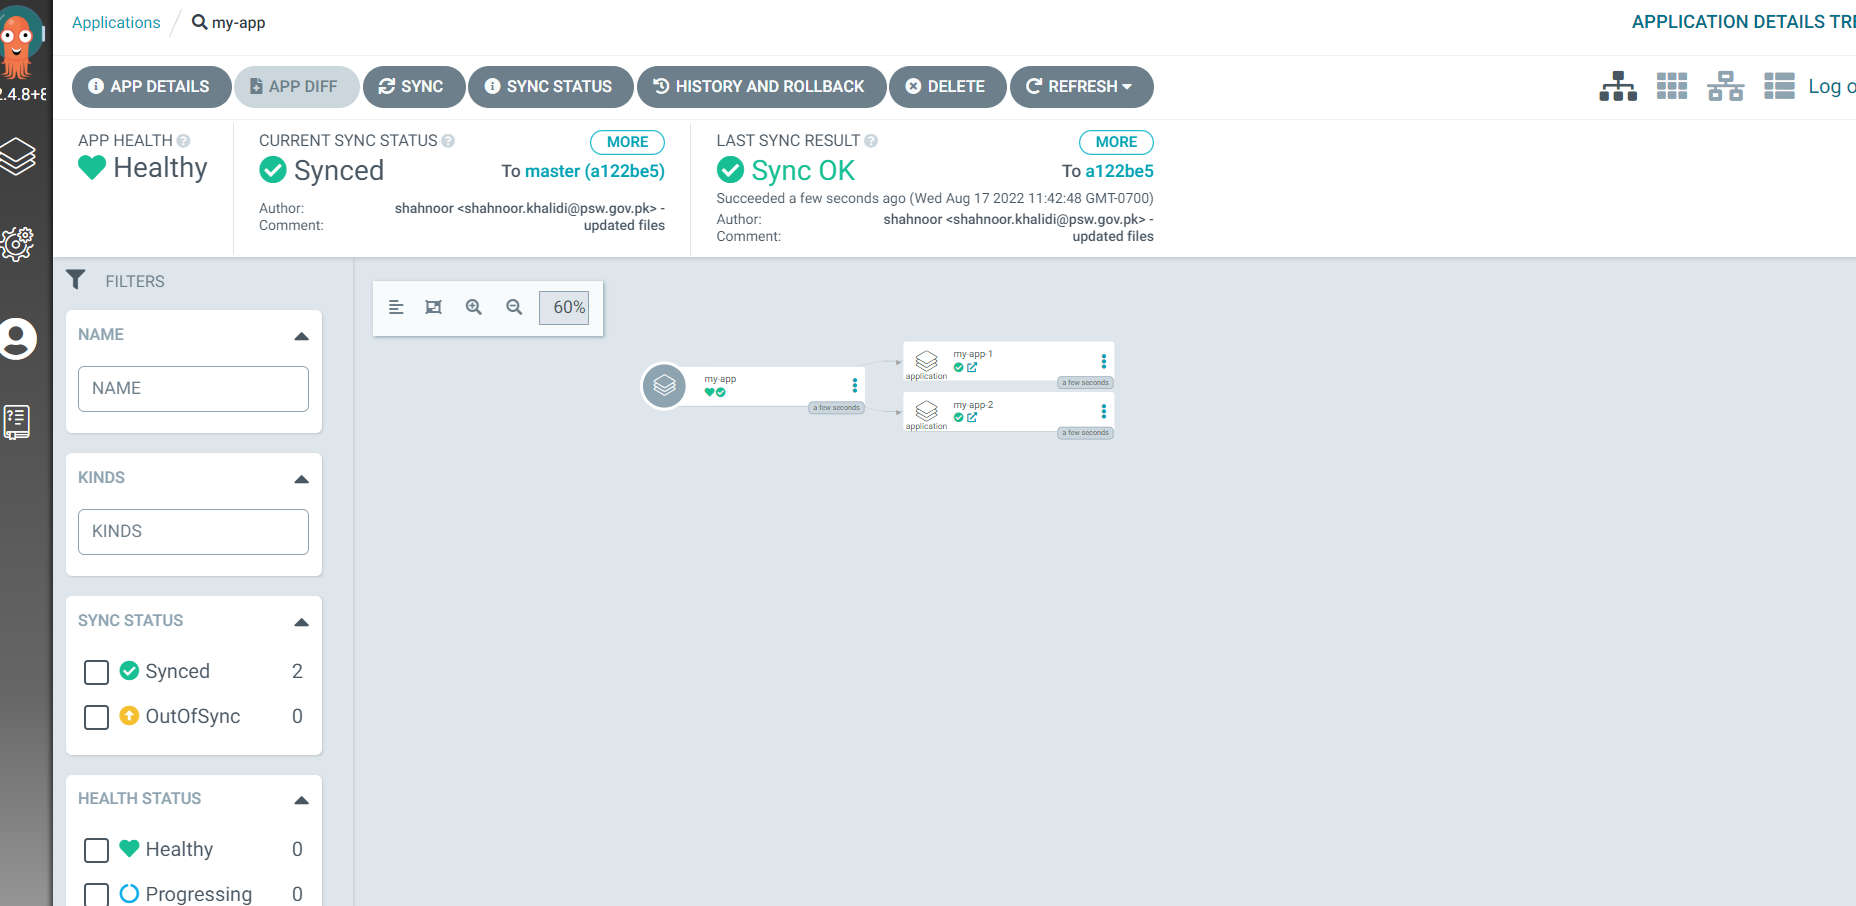 Applications / my-app
APPLICATION DETAILS TRE
2.4.8+8
APP DETAILS
APP DIFF
SYNC
SYNC STATUS
HISTORY AND ROLLBACK
DELETE
REFRESH
Log o
APP HEALTH
Healthy
CURRENT SYNC STATUS
MORE
Synced
To master (a122be5)
Author: shahnoor <shahnoor.khalidi@psw.gov.pk> -
Comment: updated files
LAST SYNC RESULT
MORE
Sync OK
To a122be5
Succeeded a few seconds ago (Wed Aug 17 2022 11:42:48 GMT-0700)
Author: shahnoor <shahnoor.khalidi@psw.gov.pk> -
Comment: updated files
FILTERS
NAME
NAME
KINDS
KINDS
SYNC STATUS
Synced 2
OutOfSync 0
HEALTH STATUS
Healthy 0
Progressing 0
60%
my-app
a few seconds
my-app-1
application
a few seconds
my-app-2
application
a few seconds